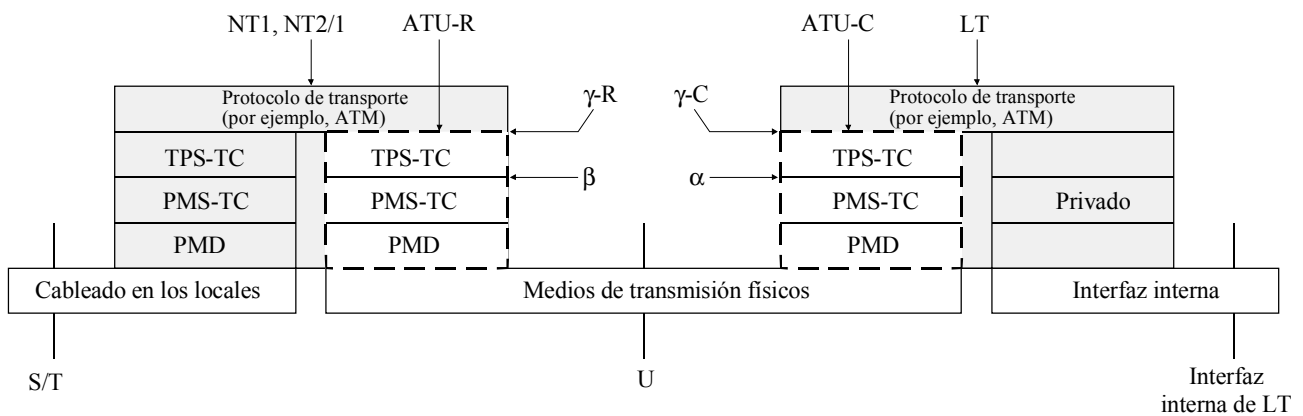 NT1, NT2/1
ATU-R
ATU-C
LT
Protocolo de transporte
(por ejemplo, ATM)
γ-R
γ-C
Protocolo de transporte
(por ejemplo, ATM)
TPS-TC
TPS-TC
TPS-TC
β
α
PMS-TC
PMS-TC
PMS-TC
Privado
PMD
PMD
PMD
Cableado en los locales
Medios de transmisión físicos
Interfaz interna
S/T
U
Interfaz
interna de LT